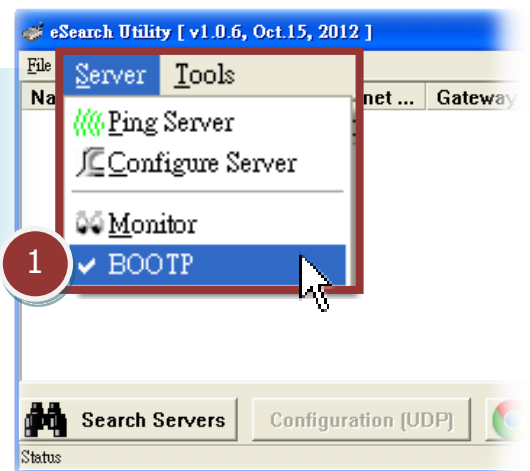 eSearch Utility [ v1.0.6, Oct.15, 2012 ]
File
Server Tools
Na net ... Gateway
Ping Server
Configure Server
Monitor
1 BOOTP
Search Servers Configuration (UDP)
Status